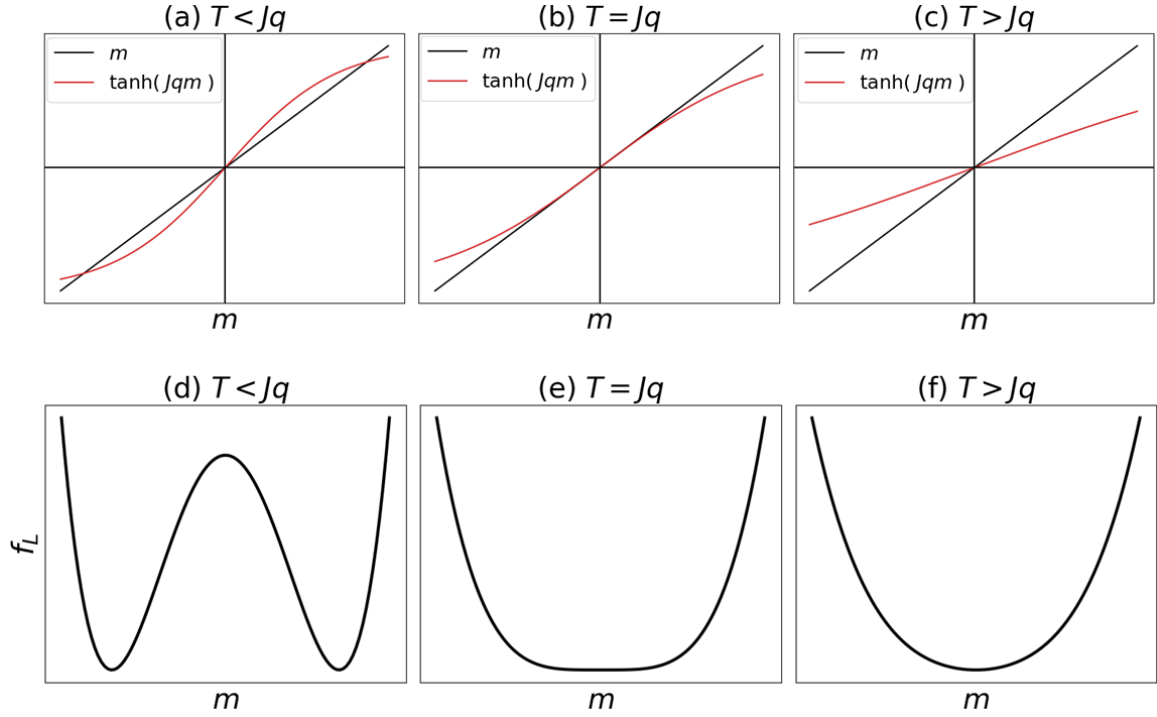 (a) T < Jq
(b) T = Jq
(c) T > Jq
m
tanh( Jqm )
m
tanh( Jqm )
m
tanh( Jqm )
m
m
m
(d) T < Jq
(e) T = Jq
(f) T > Jq
f_L
m
m
m